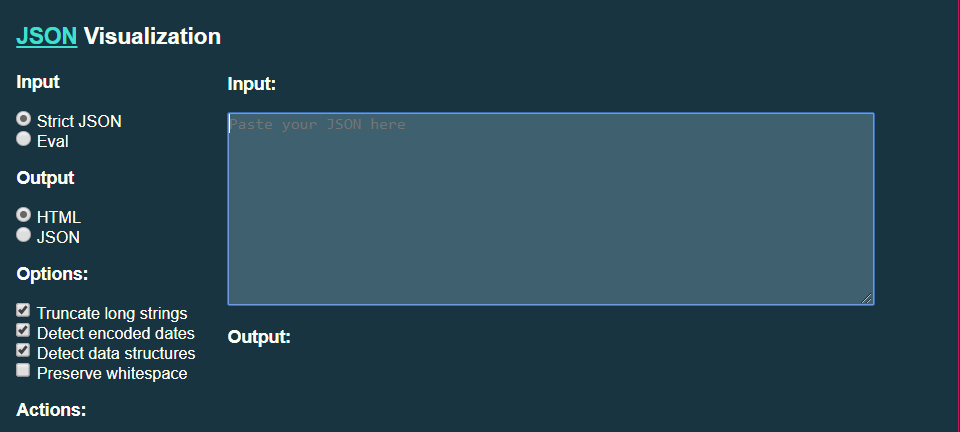 JSON Visualization
Input
Strict JSON
Eval
Output
HTML
JSON
Options:
Truncate long strings
Detect encoded dates
Detect data structures
Preserve whitespace
Actions:
Input:
Paste your JSON here
Output: